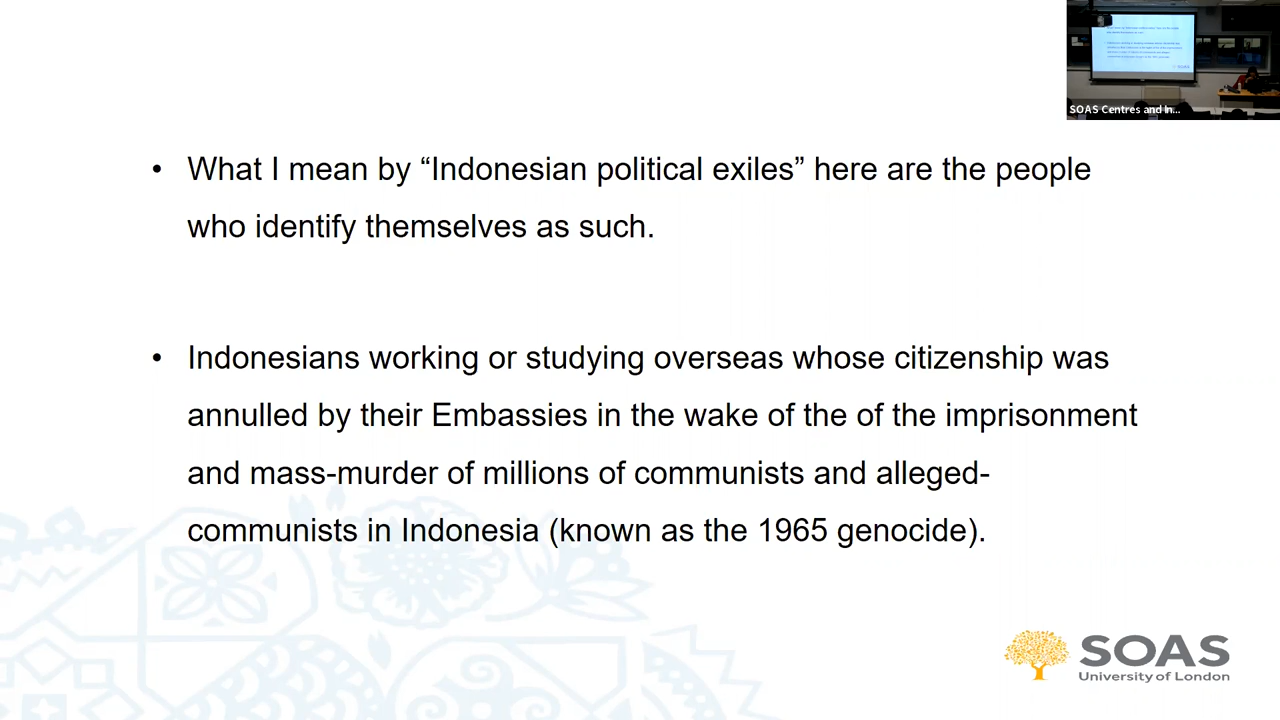 SOAS Centres and In...
• What I mean by “Indonesian political exiles” here are the people
who identify themselves as such.
• Indonesians working or studying overseas whose citizenship was
annulled by their Embassies in the wake of the of the imprisonment
and mass-murder of millions of communists and alleged-
communists in Indonesia (known as the 1965 genocide).
SOAS
University of London